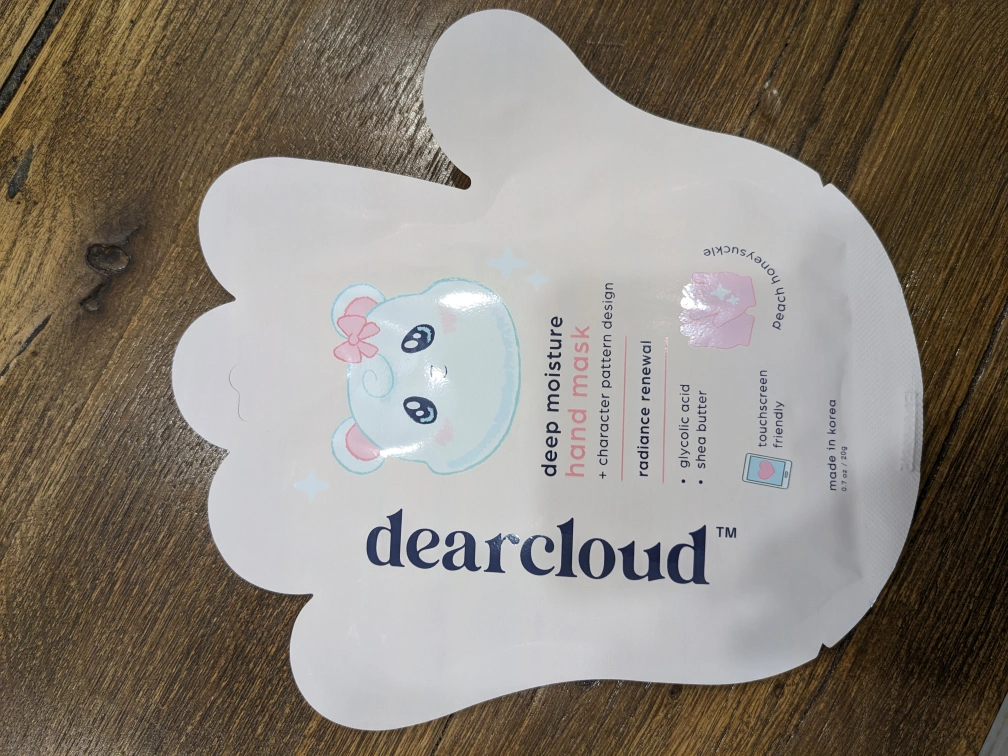 deep moisture
hand mask
+ character pattern design
radiance renewal
• glycolic acid
• shea butter
peach honeysuckle
touchscreen
friendly
made in korea
0.7 oz / 20g
dearcloud™